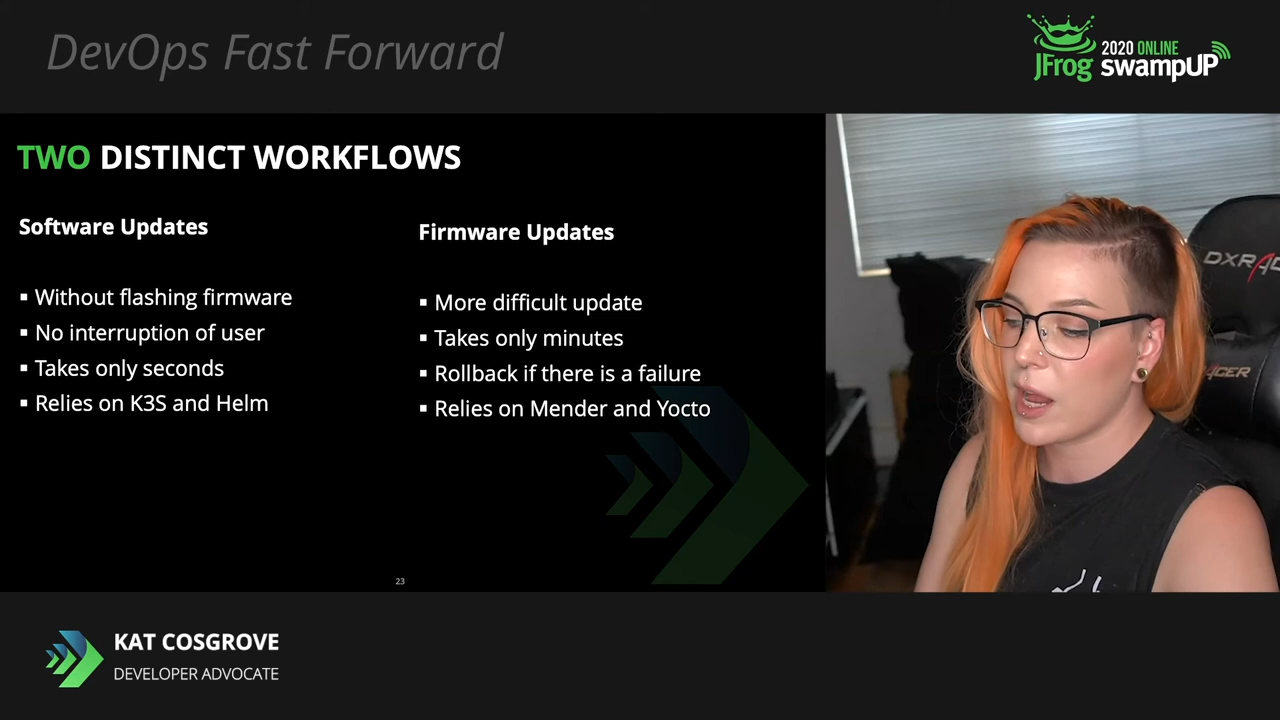 DevOps Fast Forward
2020 ONLINE
JFrog swampUP
TWO DISTINCT WORKFLOWS
Software Updates
▪ Without flashing firmware
▪ No interruption of user
▪ Takes only seconds
▪ Relies on K3S and Helm
Firmware Updates
▪ More difficult update
▪ Takes only minutes
▪ Rollback if there is a failure
▪ Relies on Mender and Yocto
23
KAT COSGROVE
DEVELOPER ADVOCATE